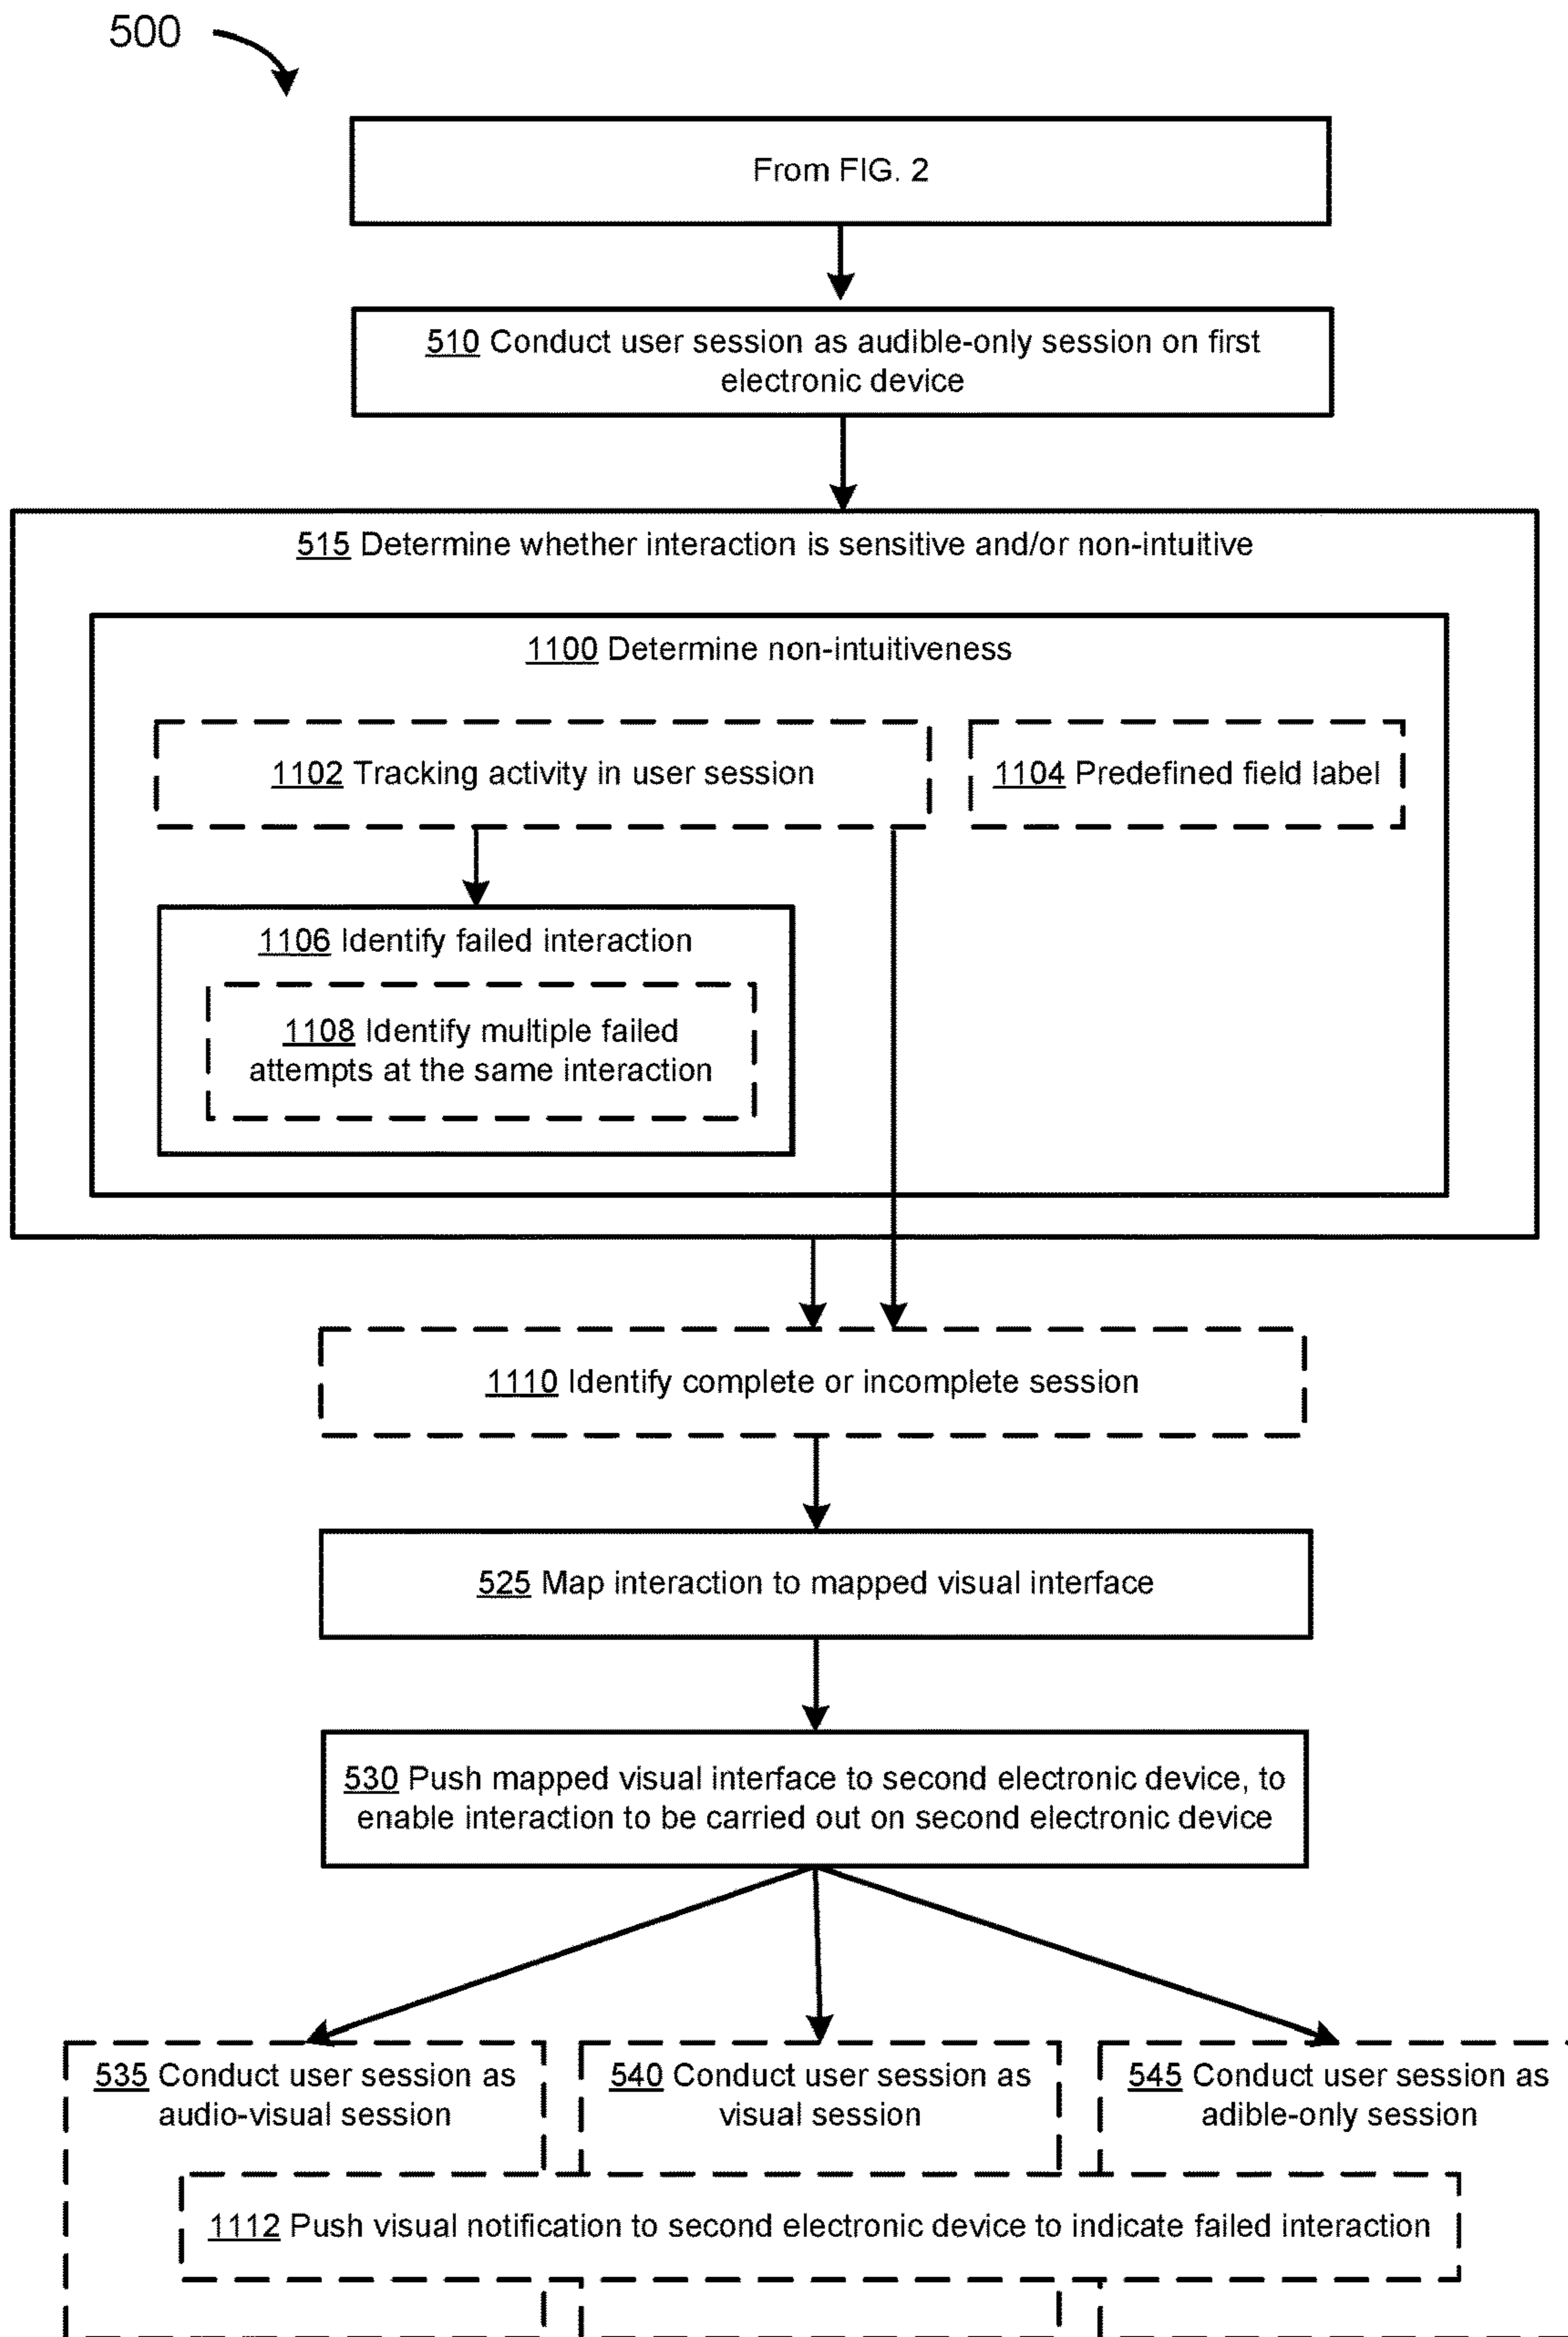 500
From FIG. 2
510 Conduct user session as audible-only session on first
electronic device
515 Determine whether interaction is sensitive and/or non-intuitive
1100 Determine non-intuitiveness
1102 Tracking activity in user session
1104 Predefined field label
1106 Identify failed interaction
1108 Identify multiple failed
attempts at the same interaction
1110 Identify complete or incomplete session
525 Map interaction to mapped visual interface
530 Push mapped visual interface to second electronic device, to
enable interaction to be carried out on second electronic device
535 Conduct user session as
audio-visual session
540 Conduct user session as
visual session
545 Conduct user session as
adible-only session
1112 Push visual notification to second electronic device to indicate failed interaction